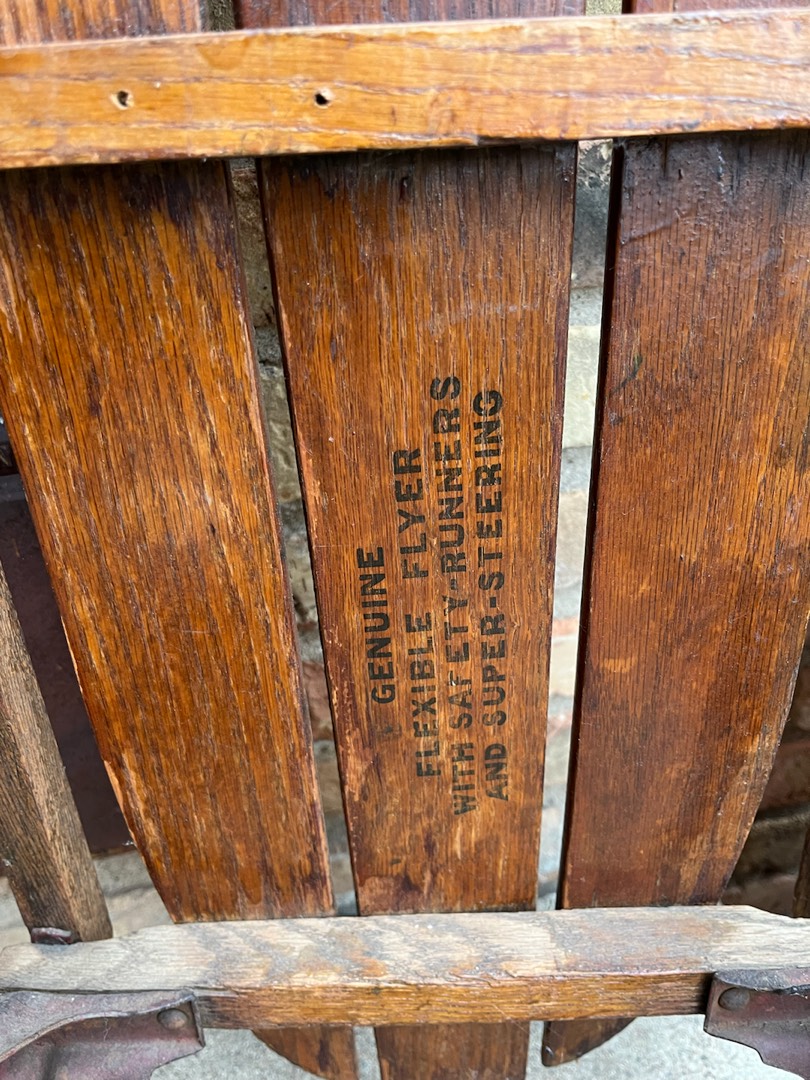 GENUINE
FLEXIBLE FLYER
WITH SAFETY-RUNNERS
AND SUPER-STEERING